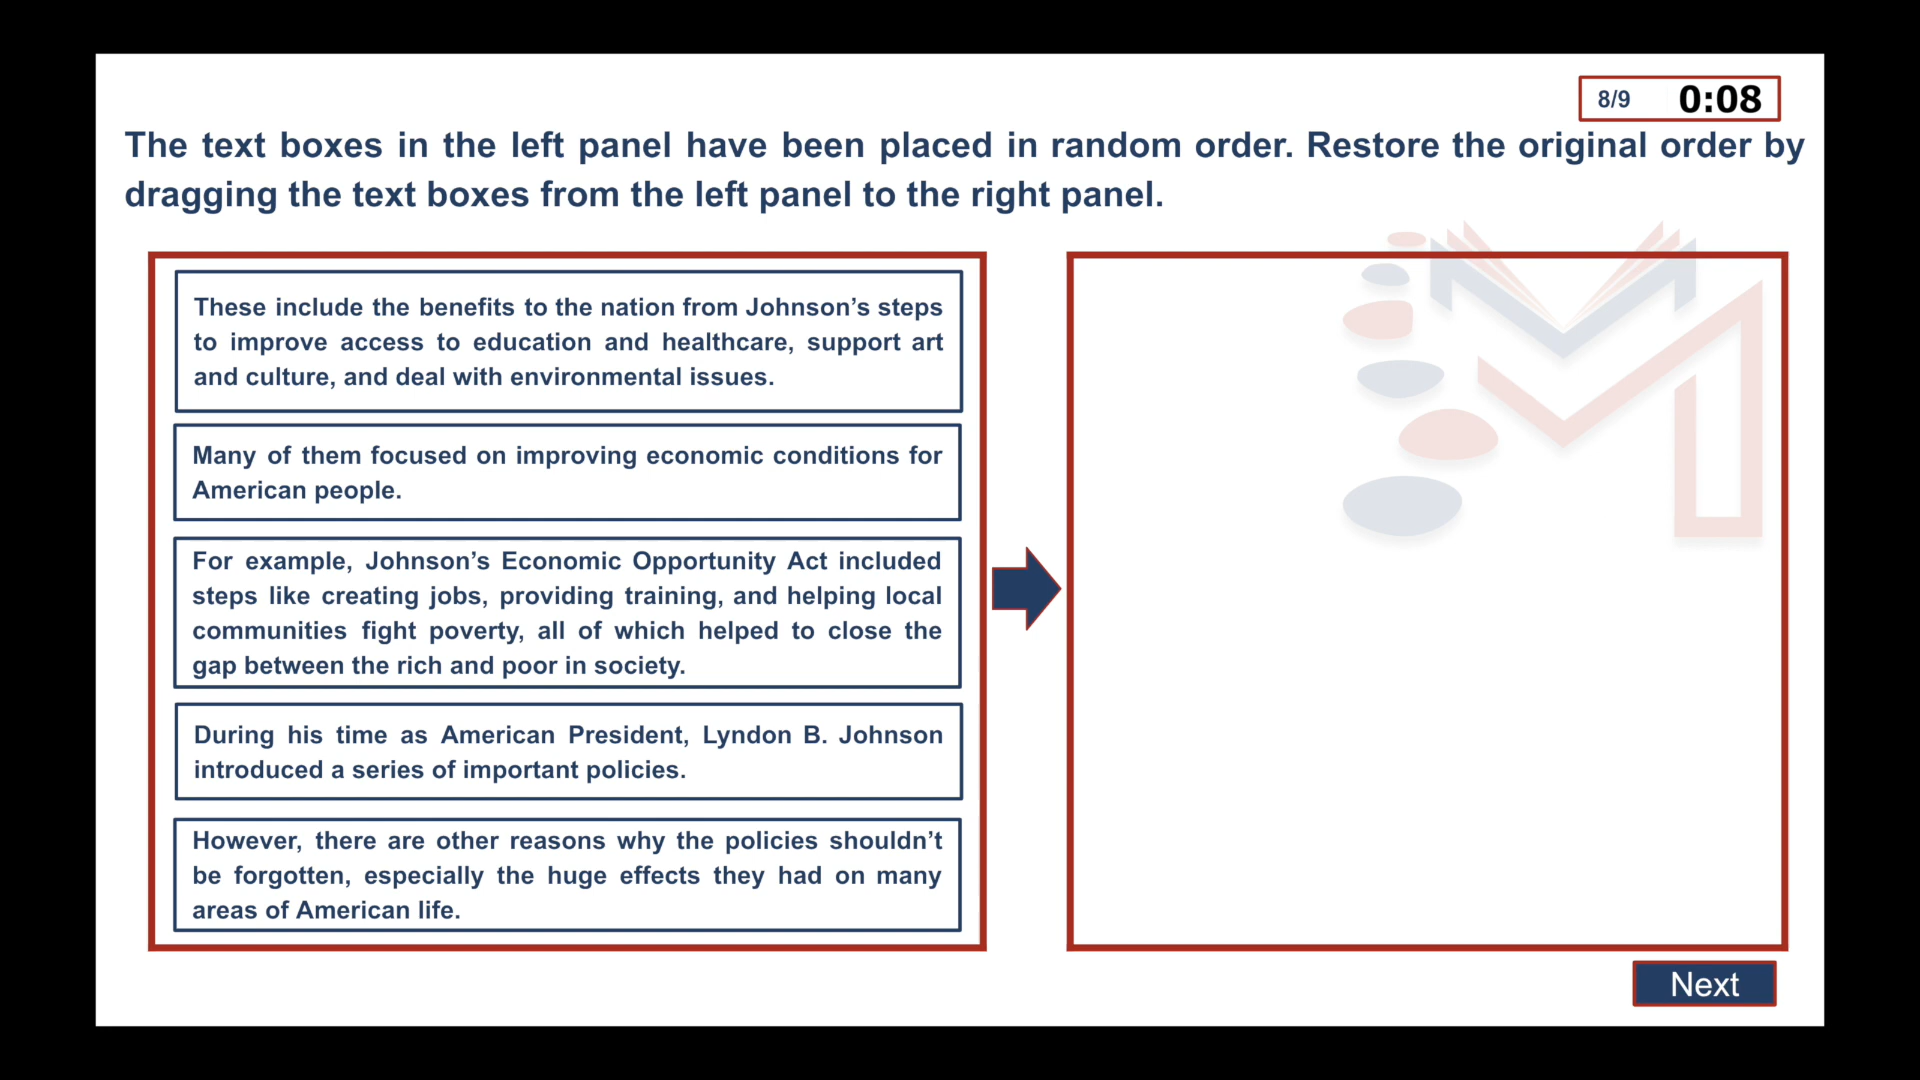 8/9 0:08
The text boxes in the left panel have been placed in random order. Restore the original order by
dragging the text boxes from the left panel to the right panel.
These include the benefits to the nation from Johnson’s steps
to improve access to education and healthcare, support art
and culture, and deal with environmental issues.
Many of them focused on improving economic conditions for
American people.
For example, Johnson’s Economic Opportunity Act included
steps like creating jobs, providing training, and helping local
communities fight poverty, all of which helped to close the
gap between the rich and poor in society.
During his time as American President, Lyndon B. Johnson
introduced a series of important policies.
However, there are other reasons why the policies shouldn’t
be forgotten, especially the huge effects they had on many
areas of American life.
Next